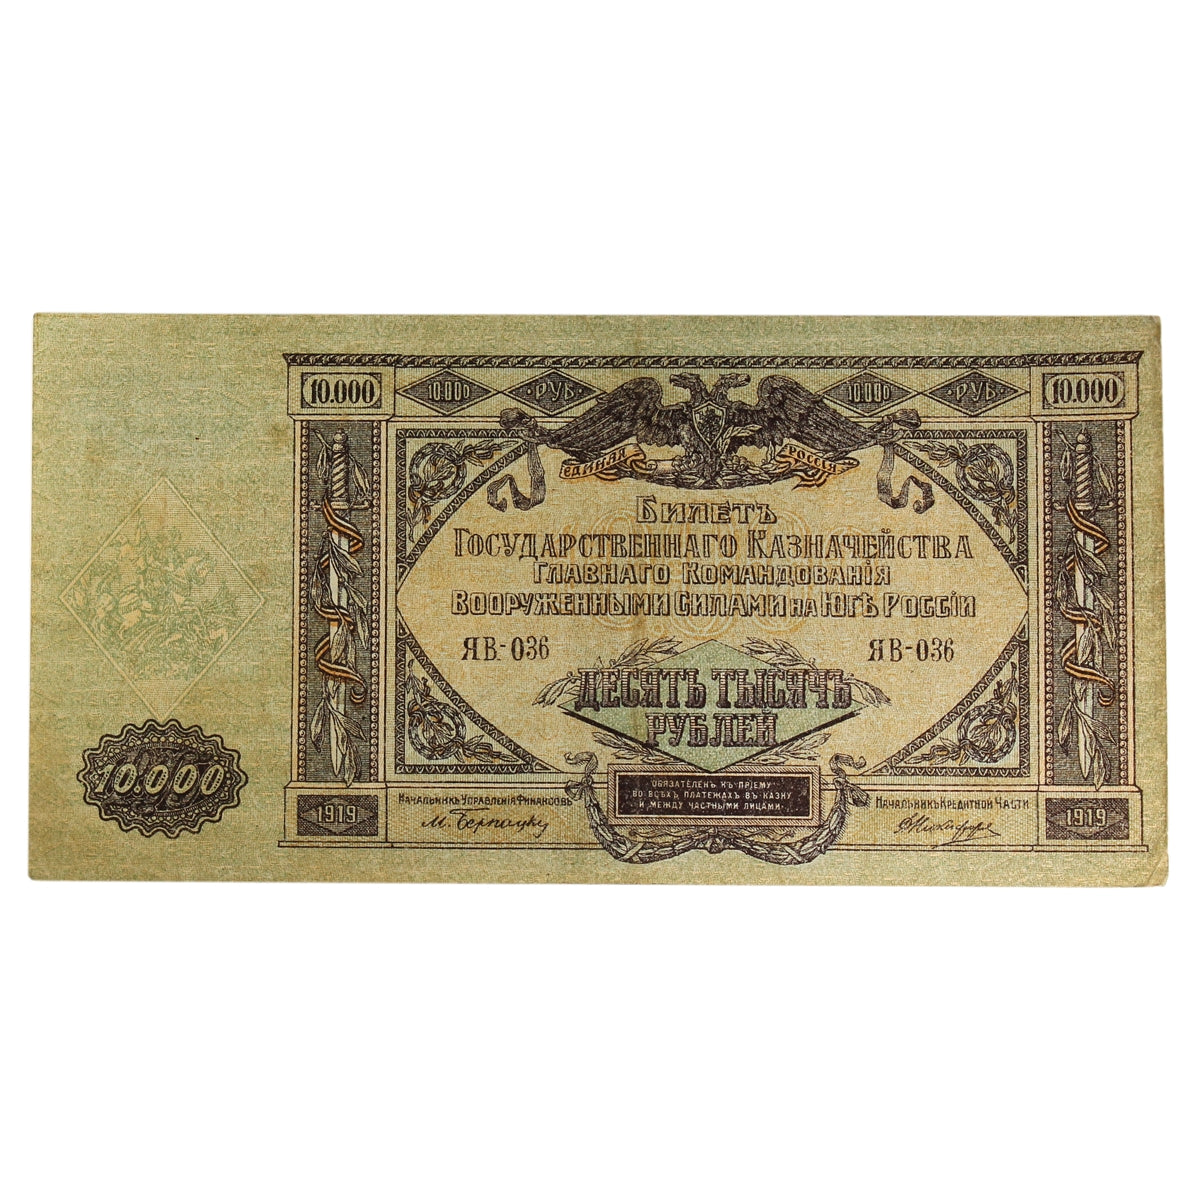 10.000 10.000 РУБ 10.000 РУБ 10.000
ЕДИНАЯ РОССІЯ
БИЛЕТЪ
ГОСУДАРСТВЕННАГО КАЗНАЧЕЙСТВА
ГЛАВНАГО КОМАНДОВАНІЯ
ВООРУЖЕННЫМИ СИЛАМИ НА ЮГѢ РОССІИ
ЯВ-036 ЯВ-036
ДЕСЯТЬ ТЫСЯЧЪ
РУБЛЕЙ
10.000
ОБЯЗАТЕЛЕНЪ КЪ ПРІЕМУ
ВО ВСѢХЪ ПЛАТЕЖАХЪ ВЪ КАЗНУ
И МЕЖДУ ЧАСТНЫМИ ЛИЦАМИ
1919 НАЧАЛЬНИКЪ УПРАВЛЕНІЯ ФИНАНСОВЪ НАЧАЛЬНИКЪ КРЕДИТНОЙ ЧАСТИ 1919